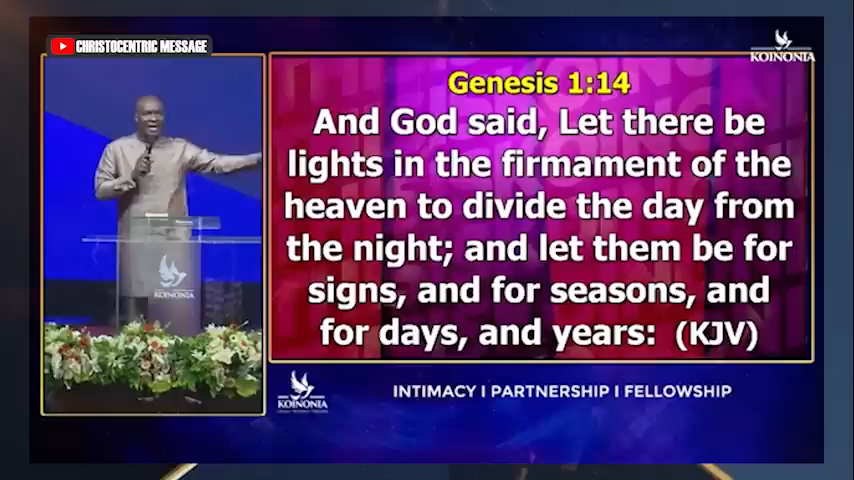 CHRISTOCENTRIC MESSAGE
KOINONIA
Genesis 1:14
And God said, Let there be
lights in the firmament of the
heaven to divide the day from
the night; and let them be for
signs, and for seasons, and
for days, and years: (KJV)
KOINONIA
KOINONIA
INTIMACY I PARTNERSHIP I FELLOWSHIP